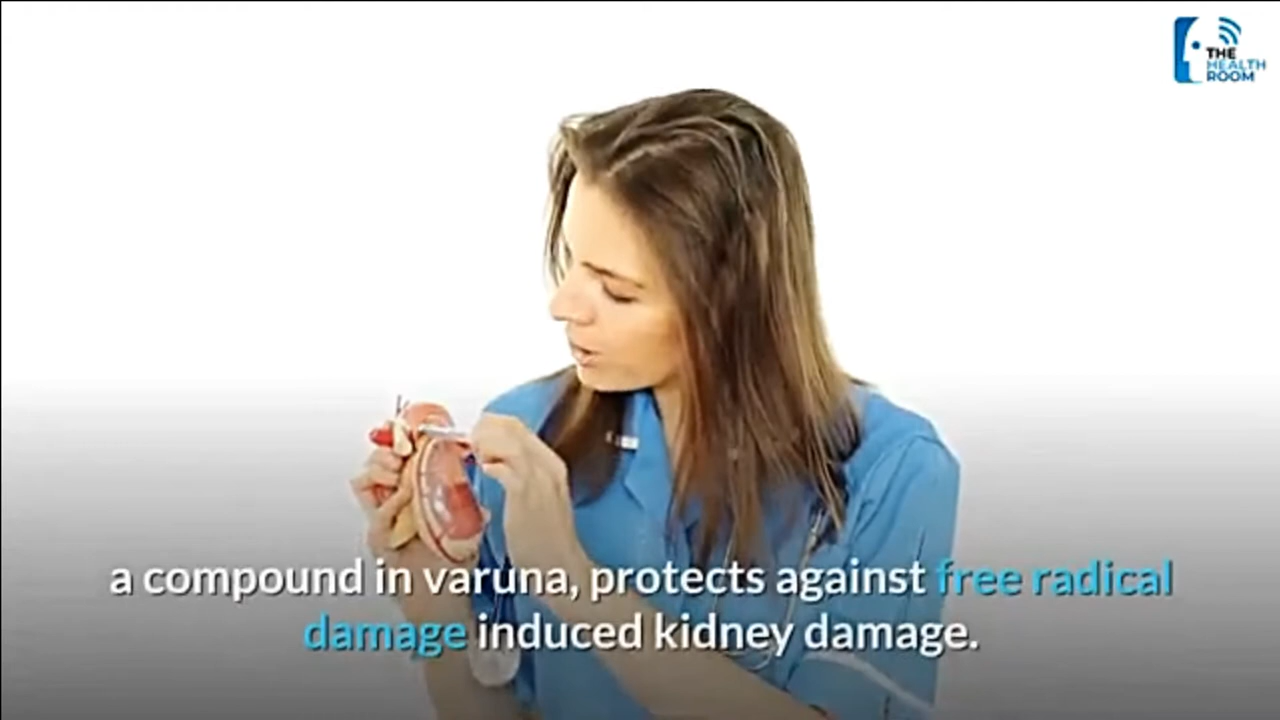 THE
HEALTH
ROOM
a compound in varuna, protects against free radical
damage induced kidney damage.